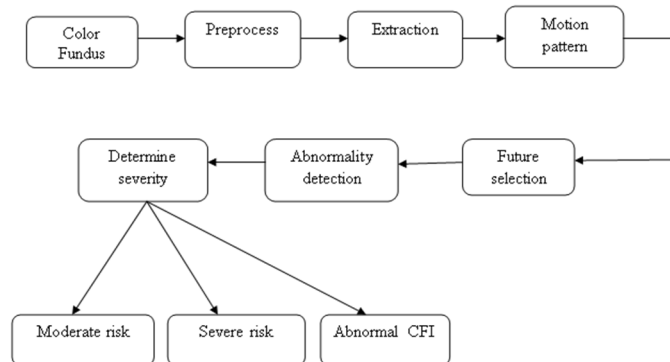 Color
Fundus
Preprocess
Extraction
Motion
pattern
Determine
severity
Abnormality
detection
Future
selection
Moderate risk
Severe risk
Abnormal CFI